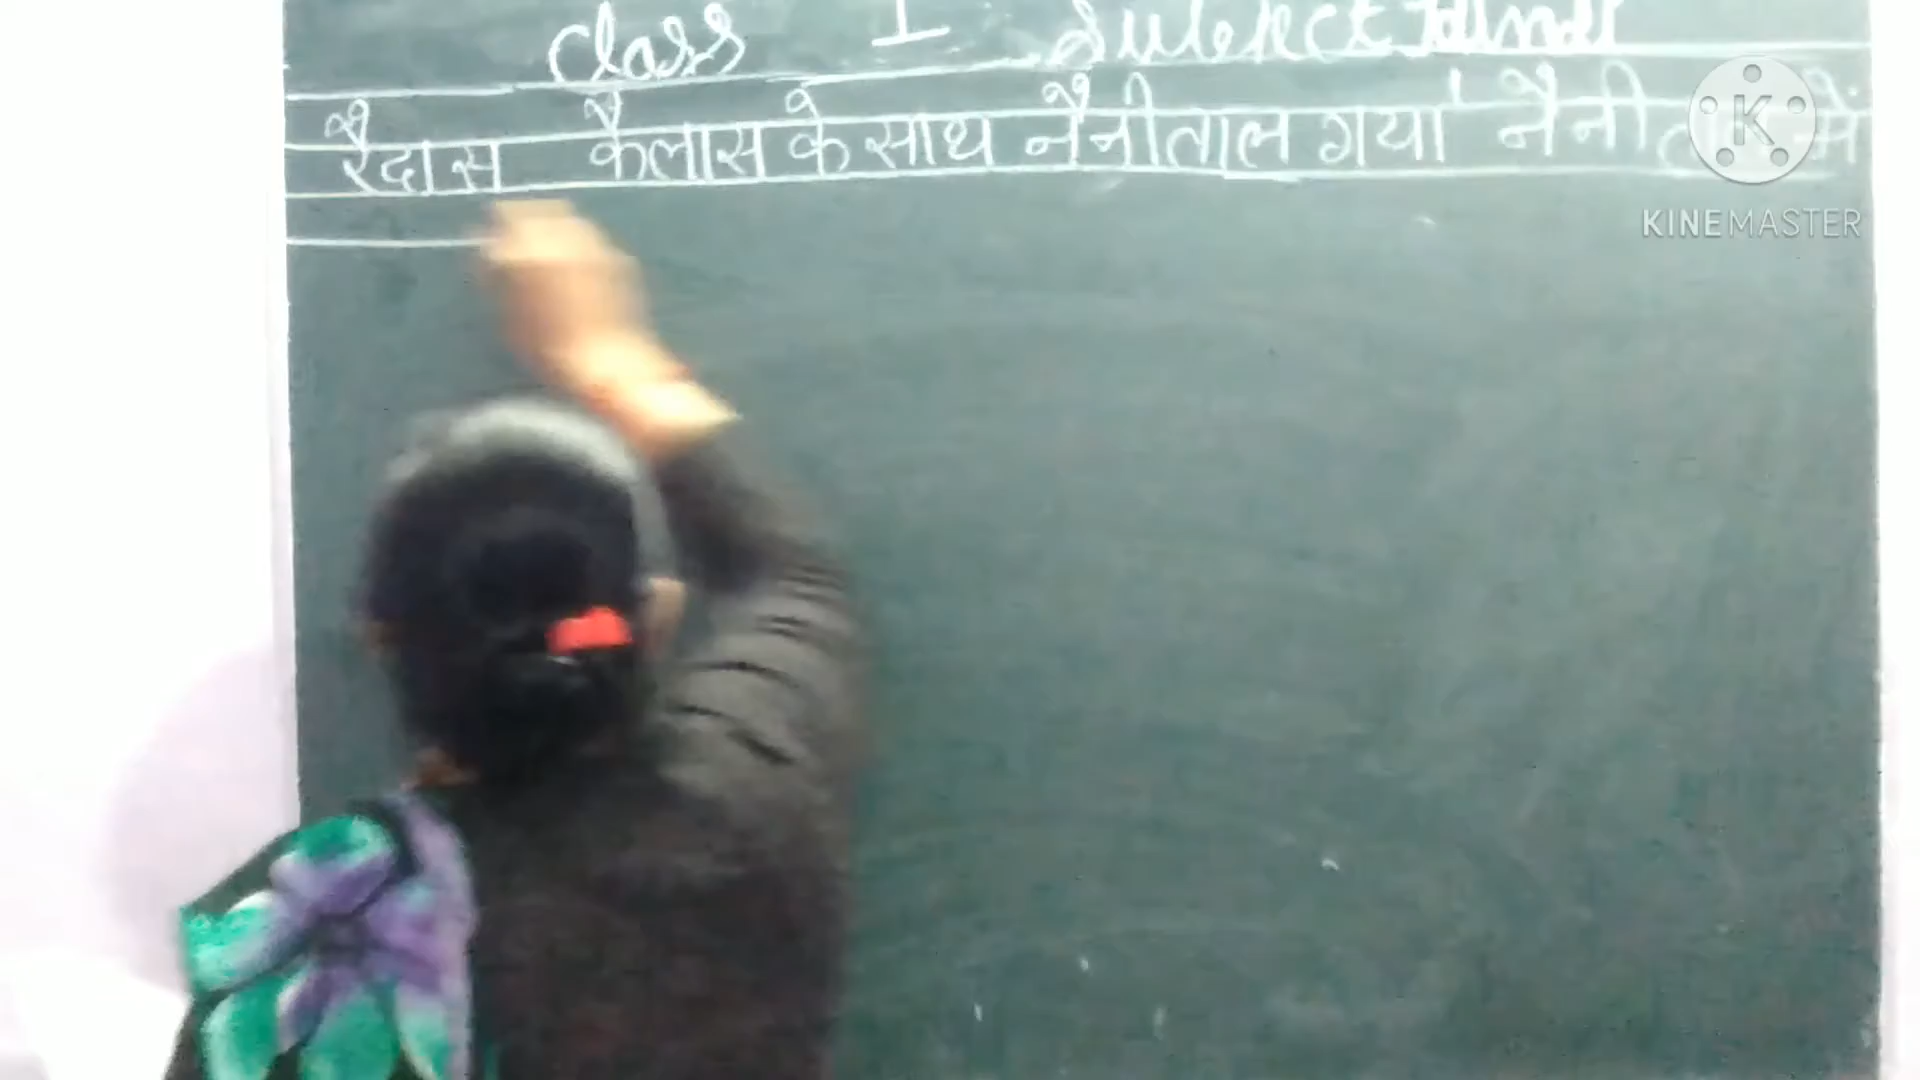 Class I Subject Hindi
रैदास कैलास के साथ नैनीताल गया नैनीताल में
K
KINEMASTER